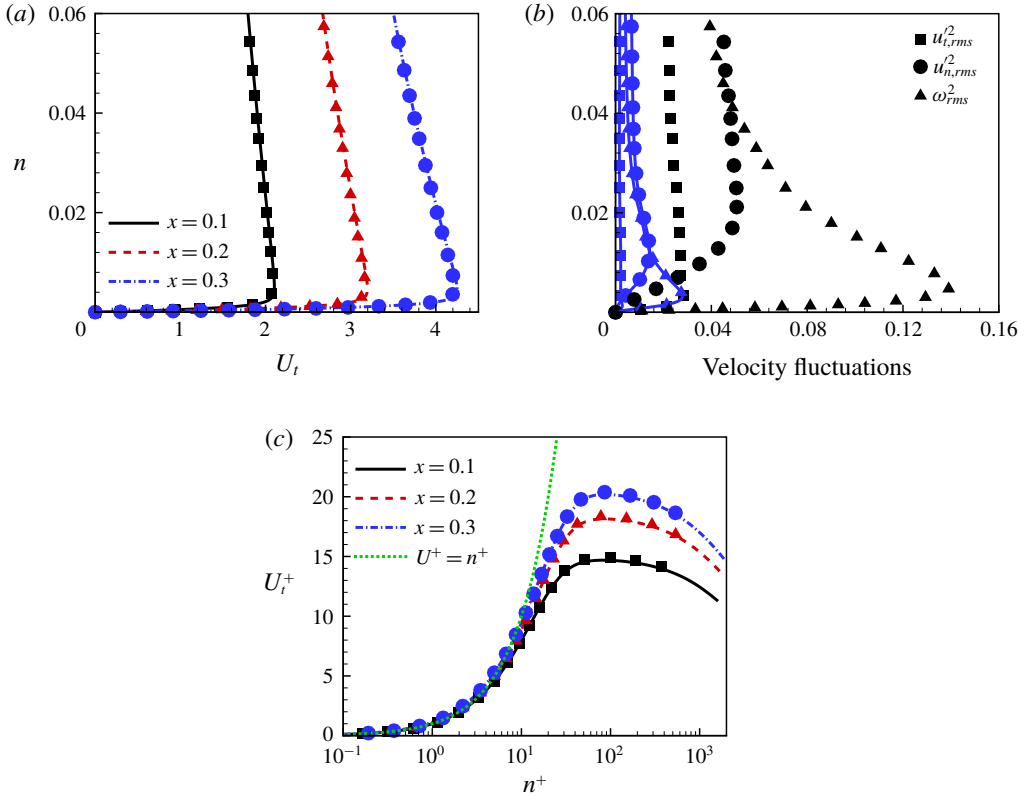 (a)
0.06
0.04
n
0.02
x = 0.1
x = 0.2
x = 0.3
0 1 2 3 4
U_t
(b)
0.06
u′²_{t,rms}
u′²_{n,rms}
ω²_{rms}
0.04
0.02
0 0.04 0.08 0.12 0.16
Velocity fluctuations
(c)
25
20
15
10
5
0
U_t^+
x = 0.1
x = 0.2
x = 0.3
U^+ = n^+
10^{−1} 10^0 10^1 10^2 10^3
n^+